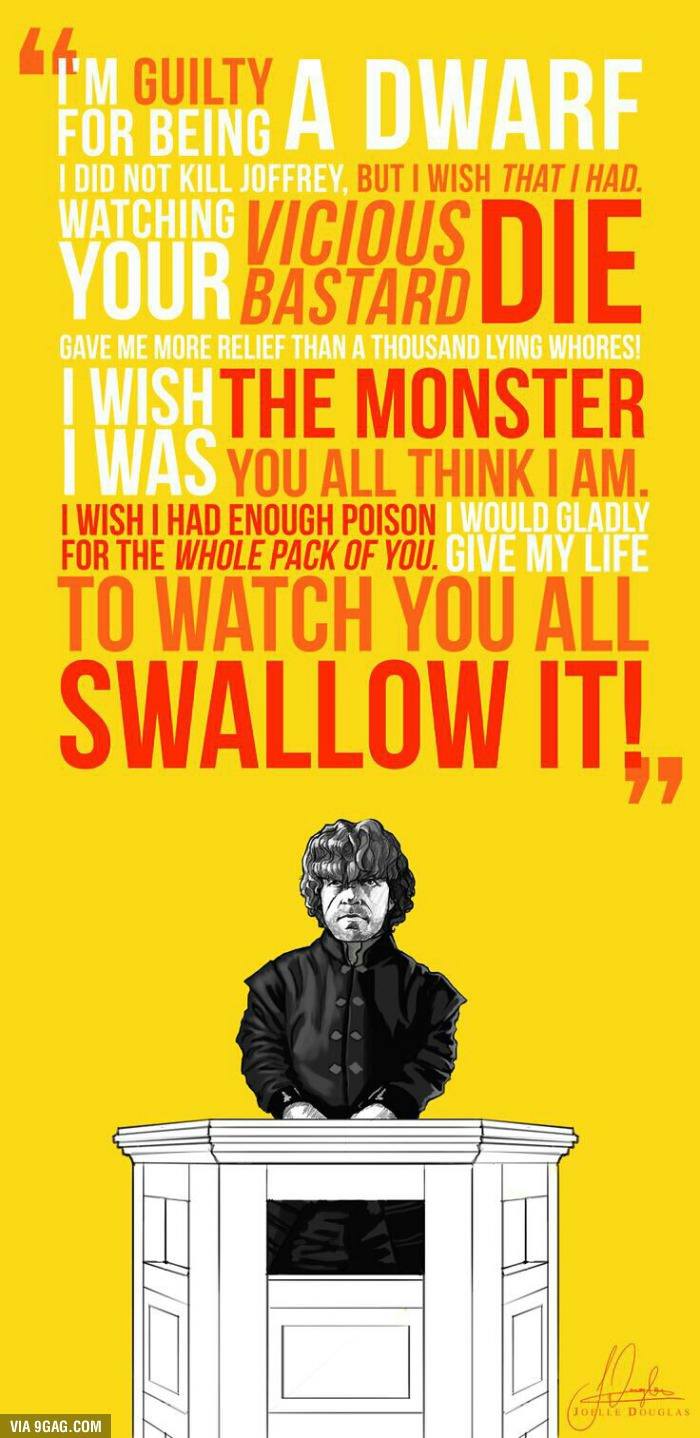 “I'M GUILTY
FOR BEING A DWARF
I DID NOT KILL JOFFREY, BUT I WISH THAT I HAD.
WATCHING
YOUR VICIOUS
BASTARD DIE
GAVE ME MORE RELIEF THAN A THOUSAND LYING WHORES!
I WISH
I WAS THE MONSTER
YOU ALL THINK I AM.
I WISH I HAD ENOUGH POISON
FOR THE WHOLE PACK OF YOU.
I WOULD GLADLY
GIVE MY LIFE
TO WATCH YOU ALL
SWALLOW IT!”
J Douglas
JOELLE DOUGLAS
VIA 9GAG.COM